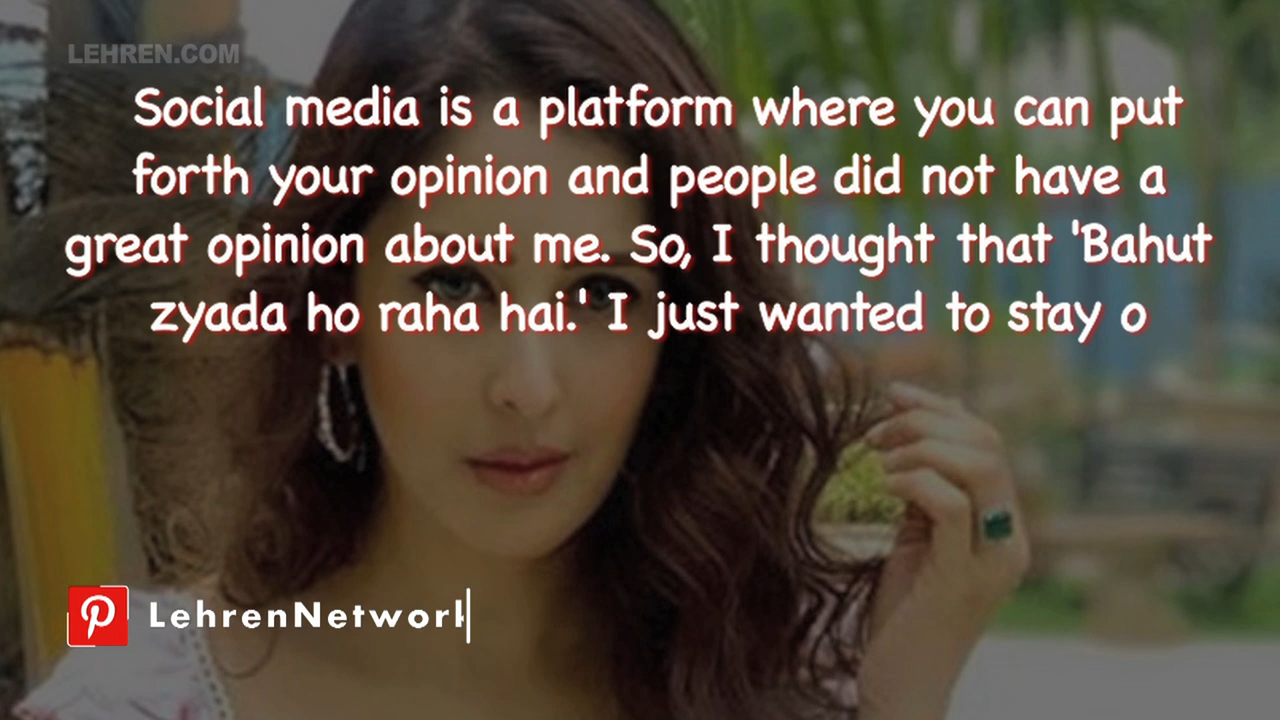 LEHREN.COM
Social media is a platform where you can put
forth your opinion and people did not have a
great opinion about me. So, I thought that 'Bahut
zyada ho raha hai.' I just wanted to stay o
LehrenNetwork